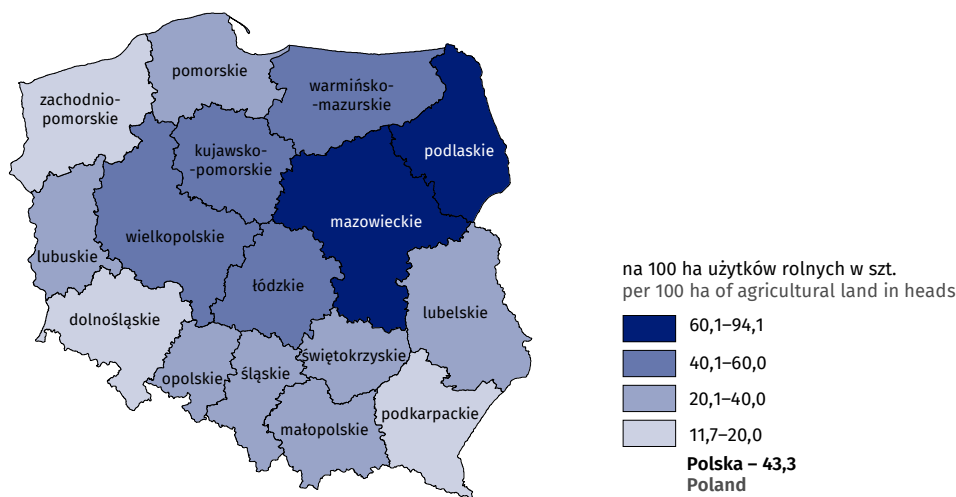 pomorskie
warmińsko-
-mazurskie
zachodnio-
pomorskie
podlaskie
kujawsko-
-pomorskie
mazowieckie
wielkopolskie
lubuskie
łódzkie
lubelskie
dolnośląskie
świętokrzyskie
opolskie
śląskie
podkarpackie
małopolskie
na 100 ha użytków rolnych w szt.
per 100 ha of agricultural land in heads
60,1–94,1
40,1–60,0
20,1–40,0
11,7–20,0
Polska – 43,3
Poland